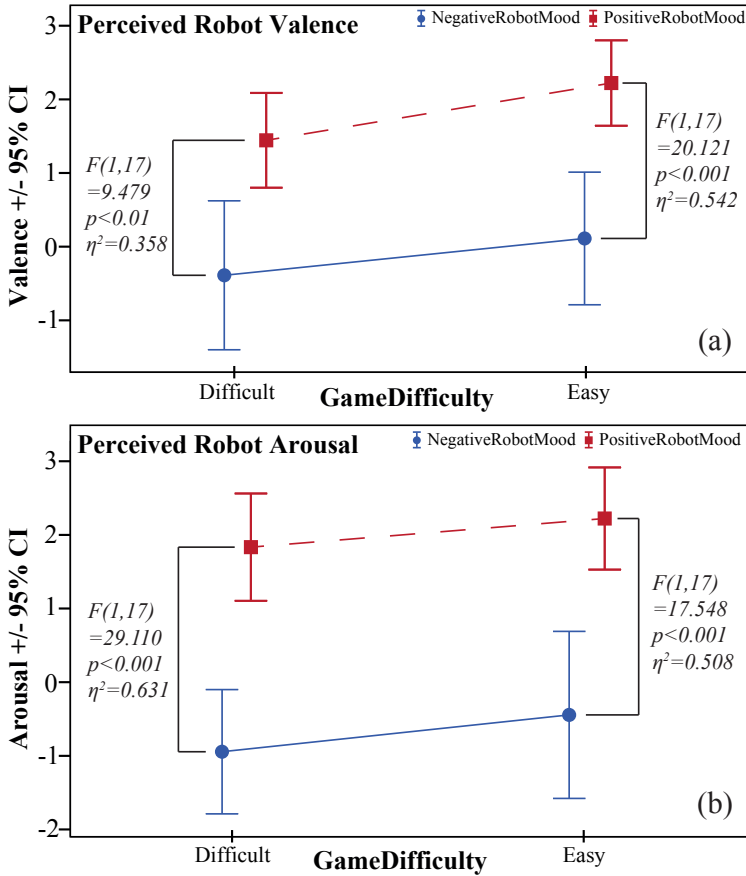 Perceived Robot Valence
NegativeRobotMood PositiveRobotMood
3
2
1
0
-1
Valence +/- 95% CI
F(1,17)
=9.479
p<0.01
η²=0.358
F(1,17)
=20.121
p<0.001
η²=0.542
(a)
Difficult
GameDifficulty
Easy
Perceived Robot Arousal
NegativeRobotMood PositiveRobotMood
3
2
1
0
-1
-2
Arousal +/- 95% CI
F(1,17)
=29.110
p<0.001
η²=0.631
F(1,17)
=17.548
p<0.001
η²=0.508
(b)
Difficult
GameDifficulty
Easy